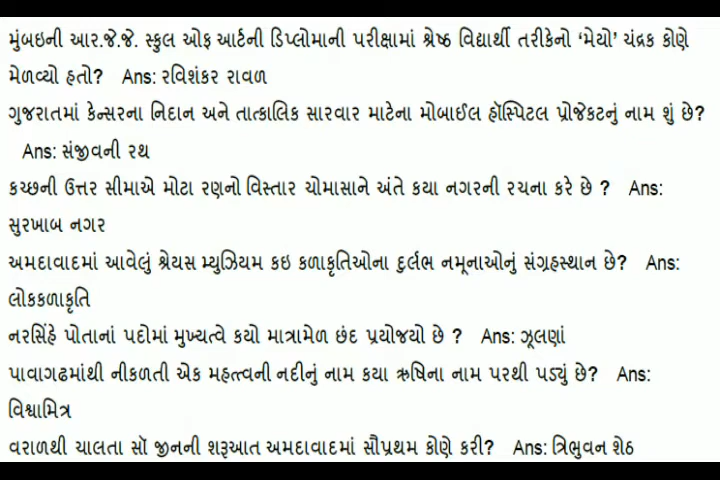 મુંબઇની આર.જે.જે. સ્કુલ ઓફ આર્ટની ડિપ્લોમાની પરીક્ષામાં શ્રેષ્ઠ વિદ્યાર્થી તરીકેનો ‘મેયો’ ચંદ્રક કોણે
મેળવ્યો હતો? Ans: રવિશંકર રાવળ
ગુજરાતમાં કેન્સરના નિદાન અને તાત્કાલિક સારવાર માટેના મોબાઈલ હૉસ્પિટલ પ્રોજેકટનું નામ શું છે?
Ans: સંજીવની રથ
કચ્છની ઉત્તર સીમાએ મોટા રણનો વિસ્તાર ચોમાસાને અંતે કયા નગરની રચના કરે છે ? Ans:
સુરખાબ નગર
અમદાવાદમાં આવેલું શ્રેયસ મ્યુઝિયમ કઇ કળાકૃતિઓના દુર્લભ નમૂનાઓનું સંગ્રહસ્થાન છે? Ans:
લોકકળાકૃતિ
નરસિંહે પોતાનાં પદોમાં મુખ્યત્વે કયો માત્રામેળ છંદ પ્રયોજયો છે ? Ans: ઝૂલણાં
પાવાગઢમાંથી નીકળતી એક મહત્વની નદીનું નામ કયા ઋષિના નામ પરથી પડ્યું છે? Ans:
વિશ્વામિત્ર
વરાળથી ચાલતા સૉ જીનની શરૂઆત અમદાવાદમાં સૌપ્રથમ કોણે કરી? Ans: ત્રિભુવન શેઠ